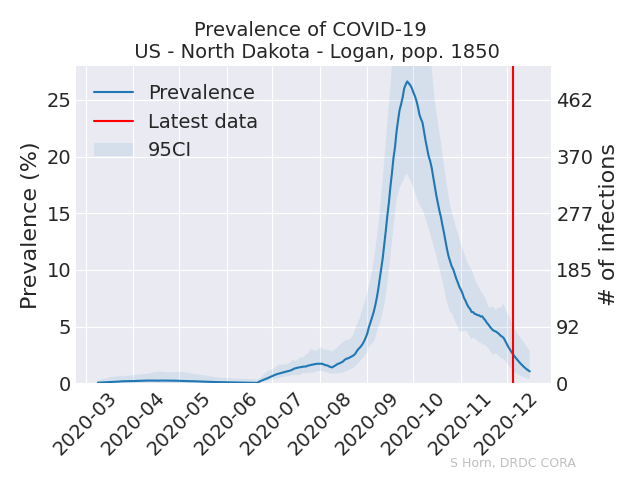 Prevalence of COVID-19
US - North Dakota - Logan, pop. 1850
Prevalence
Latest data
95CI
Prevalence (%)
25
20
15
10
5
0
462
370
277
185
92
0
# of infections
2020-03
2020-04
2020-05
2020-06
2020-07
2020-08
2020-09
2020-10
2020-11
2020-12
S Horn, DRDC CORA